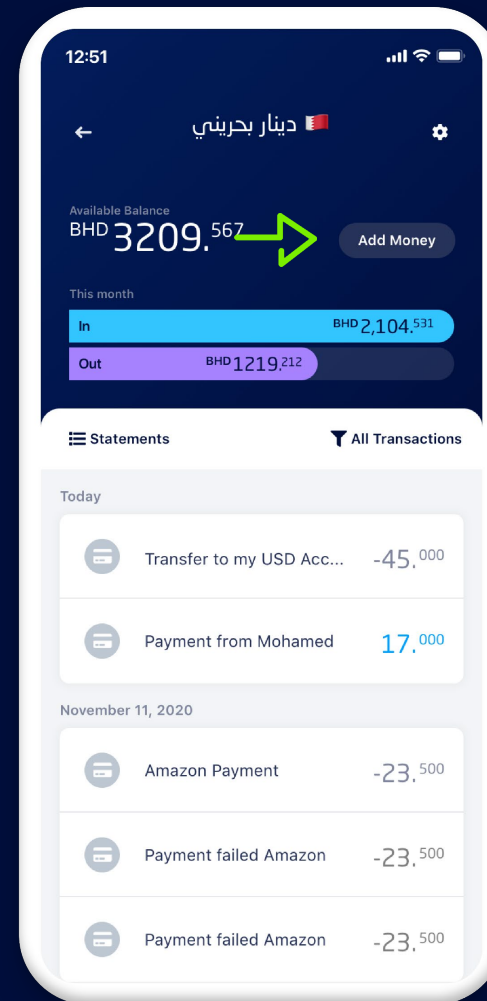 12:51
دينار بحريني
Available Balance
BHD 3209.567
Add Money
This month
In BHD 2,104.531
Out BHD 1219.212
Statements All Transactions
Today
Transfer to my USD Acc... -45.000
Payment from Mohamed 17.000
November 11, 2020
Amazon Payment -23.500
Payment failed Amazon -23.500
Payment failed Amazon -23.500